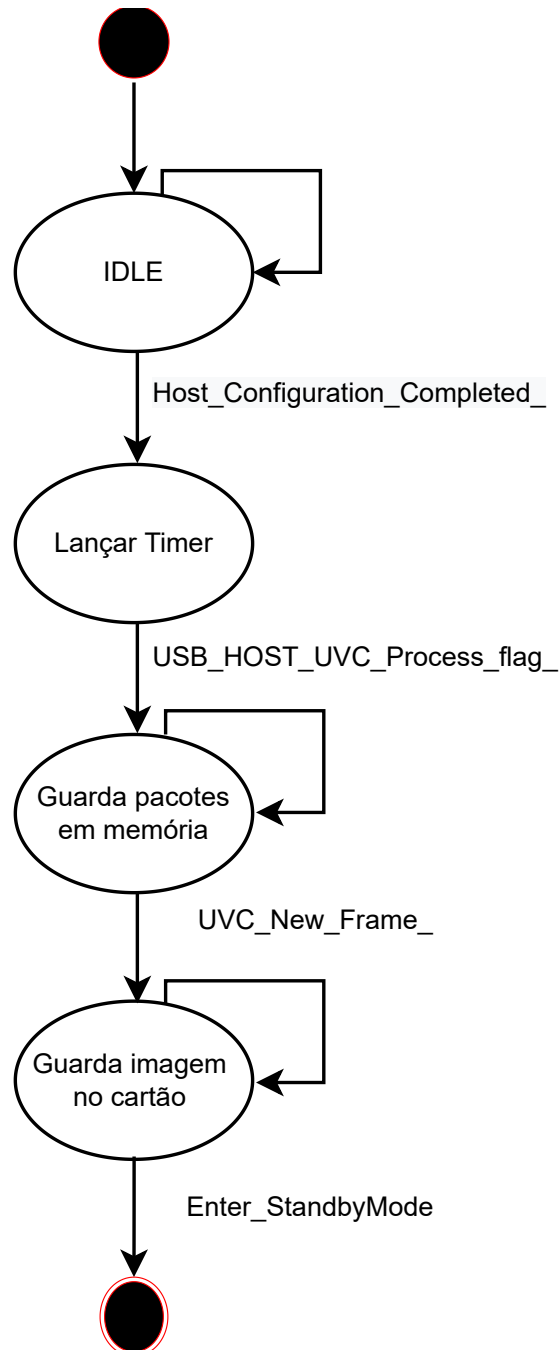 IDLE
Host_Configuration_Completed_
Lançar Timer
USB_HOST_UVC_Process_flag_
Guarda pacotes
em memória
UVC_New_Frame_
Guarda imagem
no cartão
Enter_StandbyMode